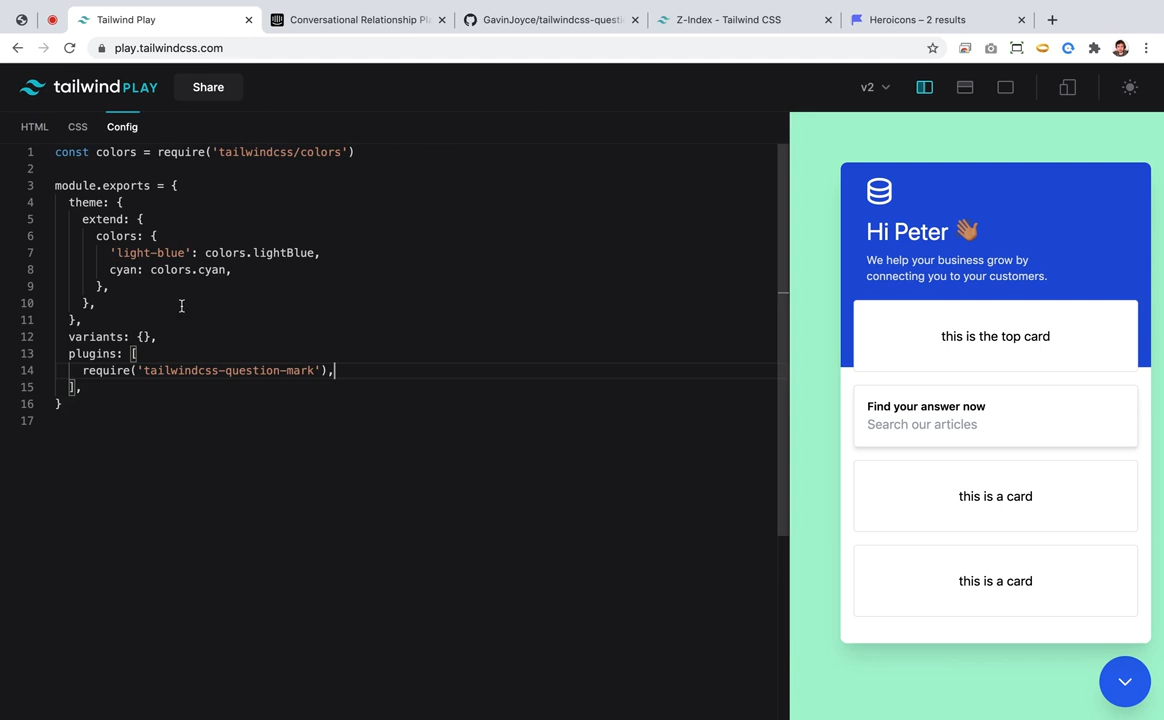 Tailwind Play
Conversational Relationship Pl
GavinJoyce/tailwindcss-questi
Z-Index - Tailwind CSS
Heroicons – 2 results
play.tailwindcss.com
tailwind PLAY
Share
v2
HTML
CSS
Config
1 const colors = require('tailwindcss/colors')
2
3 module.exports = {
4 theme: {
5 extend: {
6 colors: {
7 'light-blue': colors.lightBlue,
8 cyan: colors.cyan,
9 },
10 },
11 },
12 variants: {},
13 plugins: [
14 require('tailwindcss-question-mark'),
15 ],
16 }
17
Hi Peter 👋🏽
We help your business grow by
connecting you to your customers.
this is the top card
Find your answer now
Search our articles
this is a card
this is a card